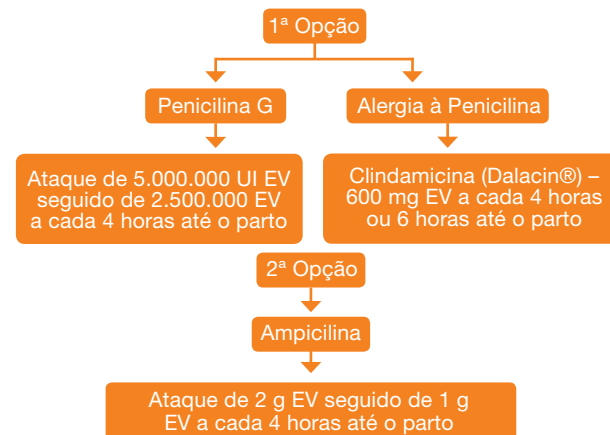 1ª Opção
Penicilina G
Alergia à Penicilina
Ataque de 5.000.000 UI EV
seguido de 2.500.000 EV
a cada 4 horas até o parto
Clindamicina (Dalacin®) –
600 mg EV a cada 4 horas
ou 6 horas até o parto
2ª Opção
Ampicilina
Ataque de 2 g EV seguido de 1 g
EV a cada 4 horas até o parto